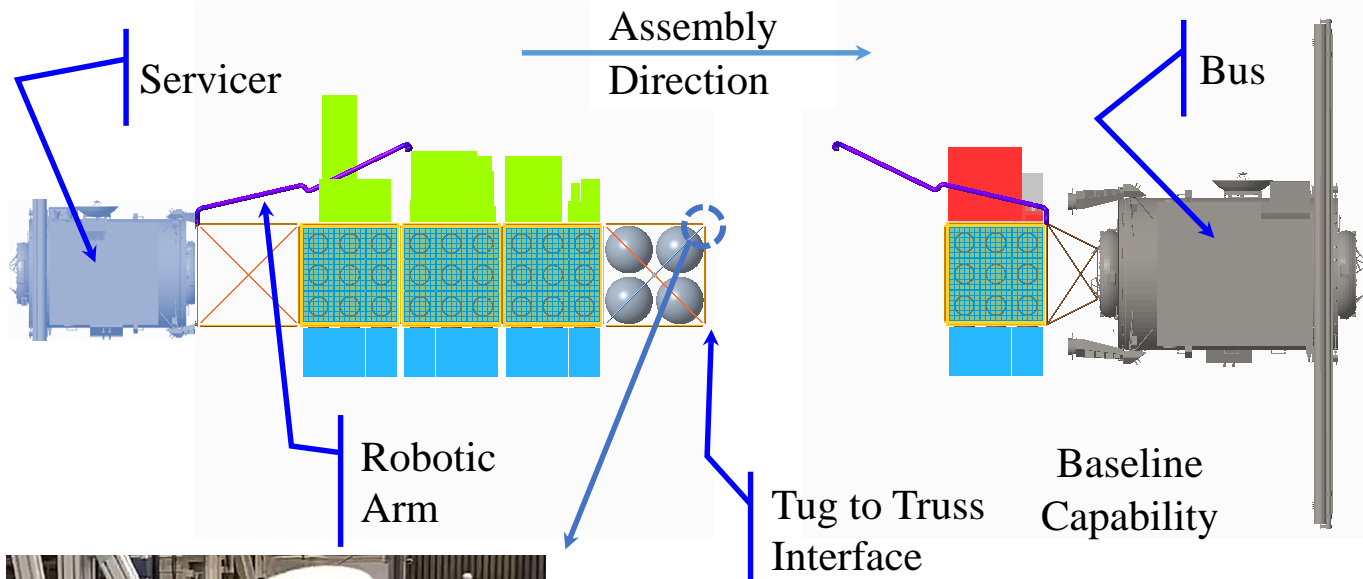 Assembly
Direction
Servicer
Bus
Robotic
Arm
Tug to Truss
Interface
Baseline
Capability